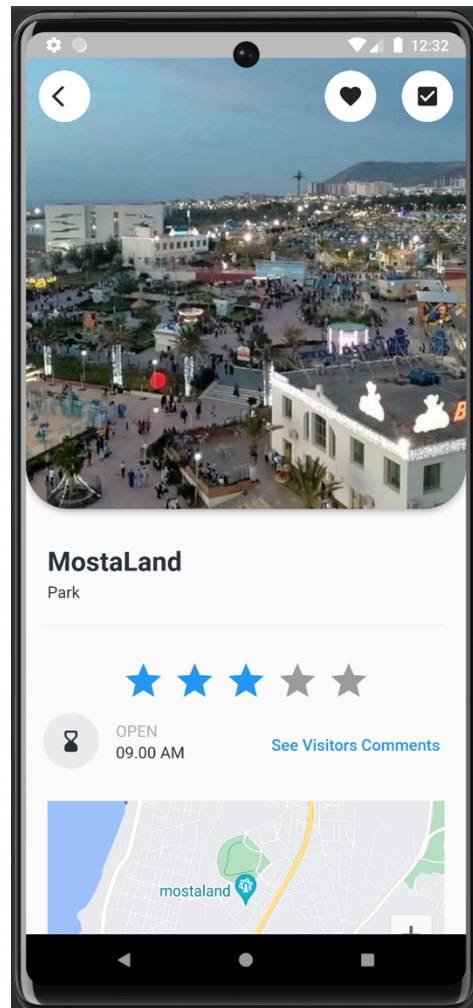 12:32
MostaLand
Park
OPEN
09.00 AM
See Visitors Comments
mostaland
+